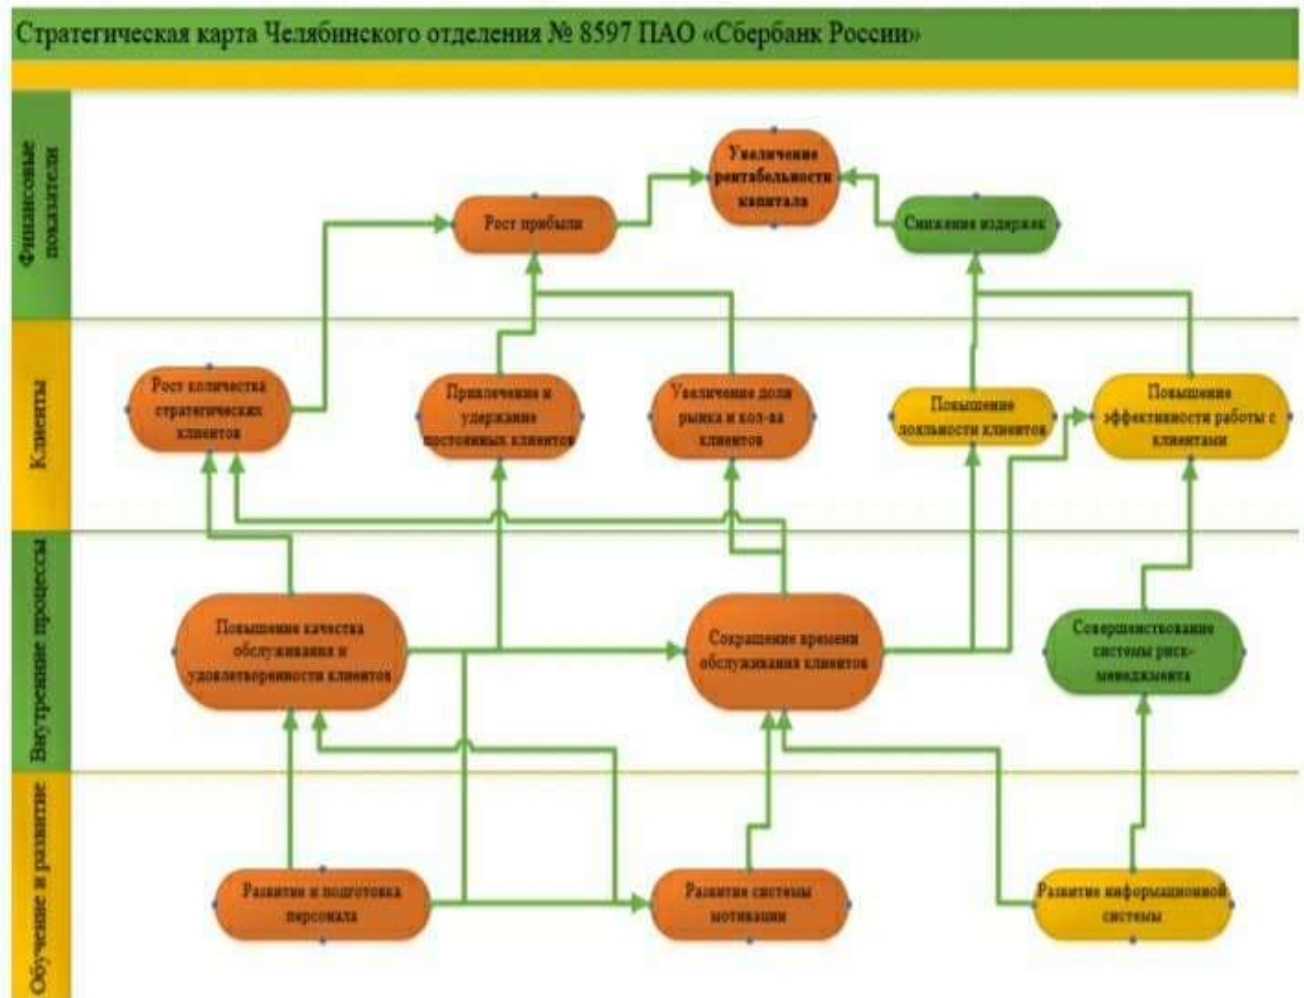 Стратегическая карта Челябинского отделения № 8597 ПАО «Сбербанк России»
Финансовые
показатели
Увеличение
рентабельности
капитала
Рост прибыли
Снижение издержек
Клиенты
Рост количества
стратегических
клиентов
Привлечение и
удержание
постоянных клиентов
Увеличение доли
рынка и кол-ва
клиентов
Повышение
лояльности клиентов
Повышение
эффективности работы с
клиентами
Внутренние процессы
Повышение качества
обслуживания и
удовлетворенности клиентов
Сокращение времени
обслуживания клиентов
Совершенствование
системы риск-
менеджмента
Обучение и развитие
Развитие и подготовка
персонала
Развитие системы
мотивации
Развитие информационной
системы